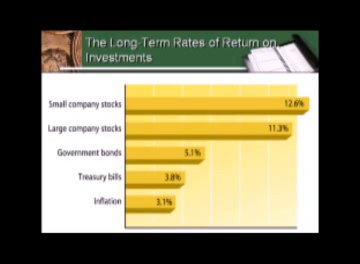 The Long-Term Rates of Return on
Investments
Small company stocks 12.6%
Large company stocks 11.3%
Government bonds 5.1%
Treasury bills 3.8%
Inflation 3.1%